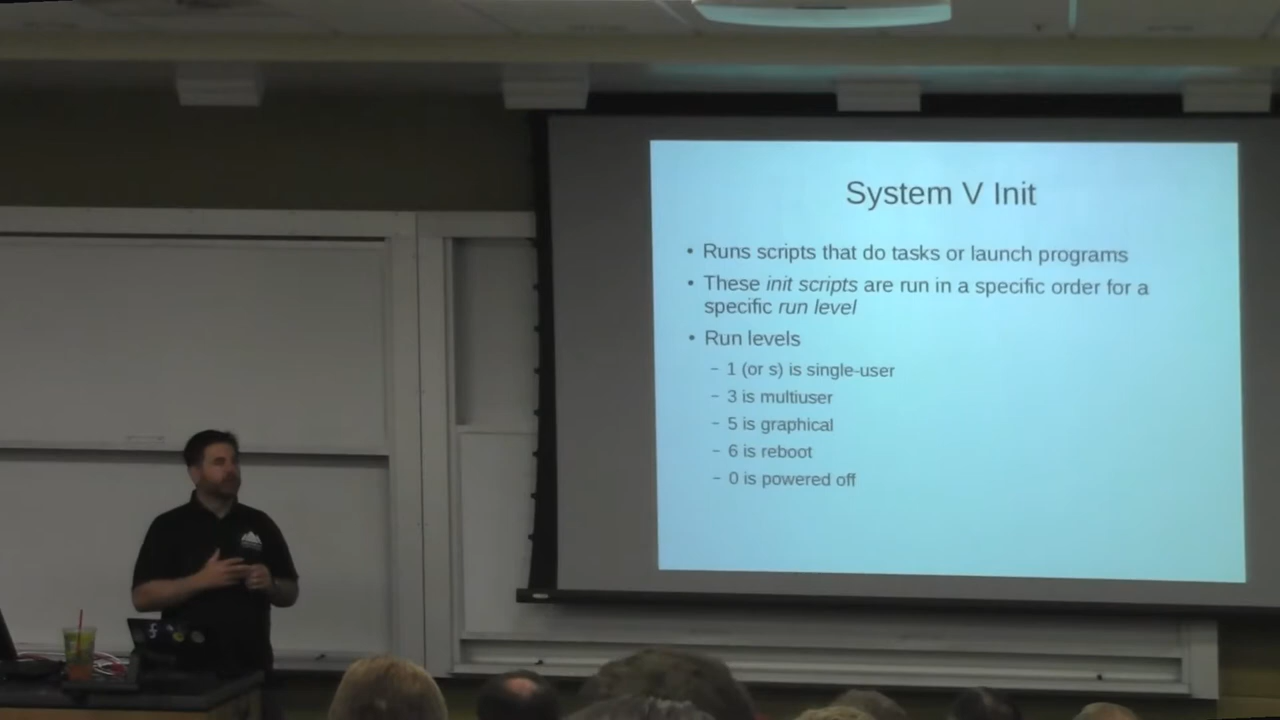 System V Init
• Runs scripts that do tasks or launch programs
• These init scripts are run in a specific order for a
specific run level
• Run levels
– 1 (or s) is single-user
– 3 is multiuser
– 5 is graphical
– 6 is reboot
– 0 is powered off